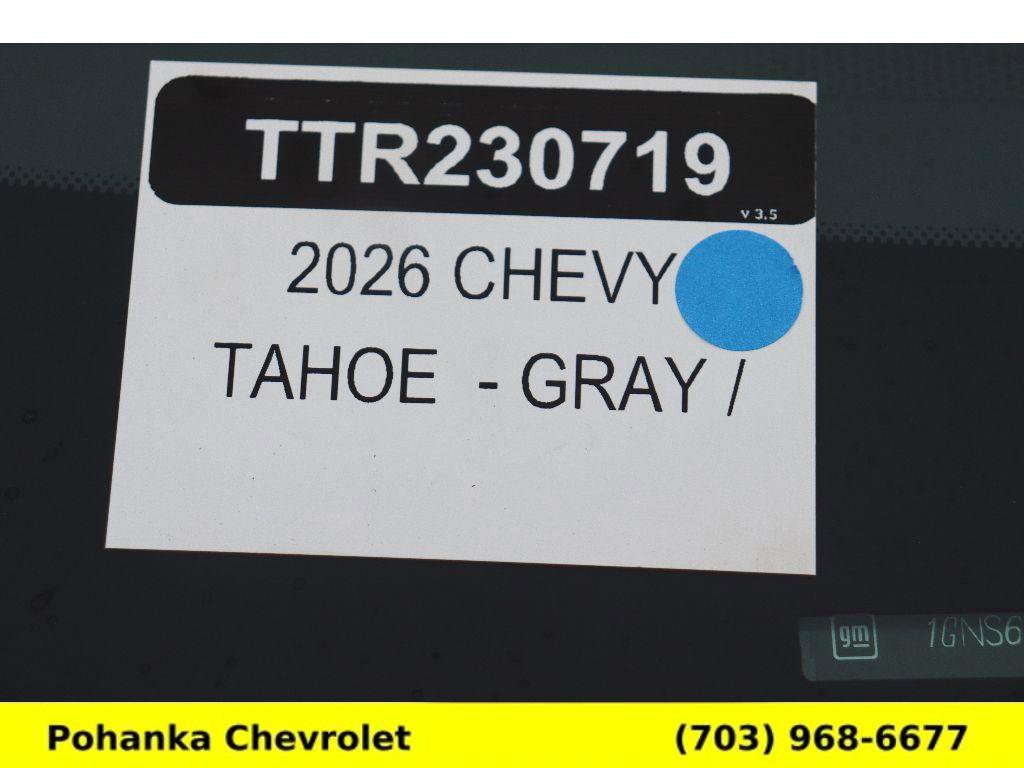 TTR230719
v 3.5
2026 CHEVY
TAHOE - GRAY /
gm 1GNS6
Pohanka Chevrolet (703) 968-6677